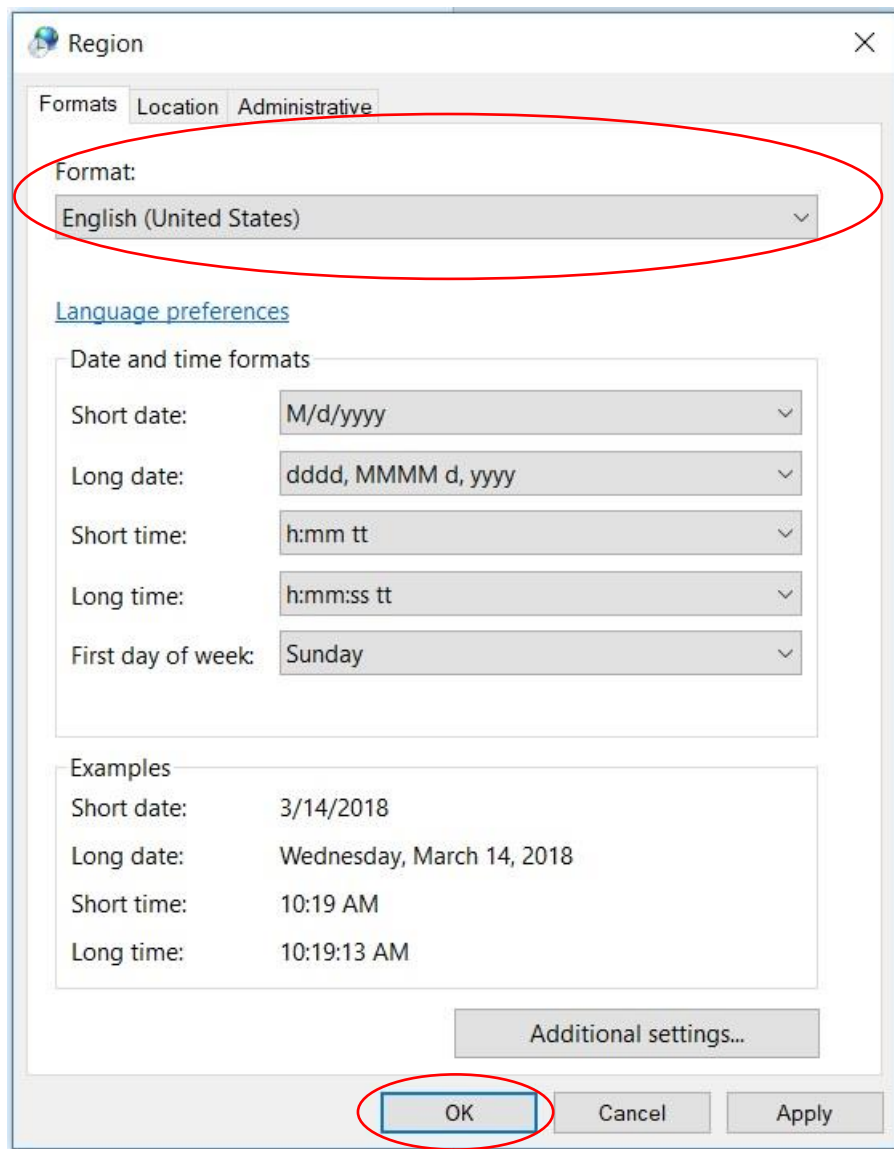 Region
Formats Location Administrative
Format:
English (United States)
Language preferences
Date and time formats
Short date: M/d/yyyy
Long date: dddd, MMMM d, yyyy
Short time: h:mm tt
Long time: h:mm:ss tt
First day of week: Sunday
Examples
Short date: 3/14/2018
Long date: Wednesday, March 14, 2018
Short time: 10:19 AM
Long time: 10:19:13 AM
Additional settings...
OK Cancel Apply